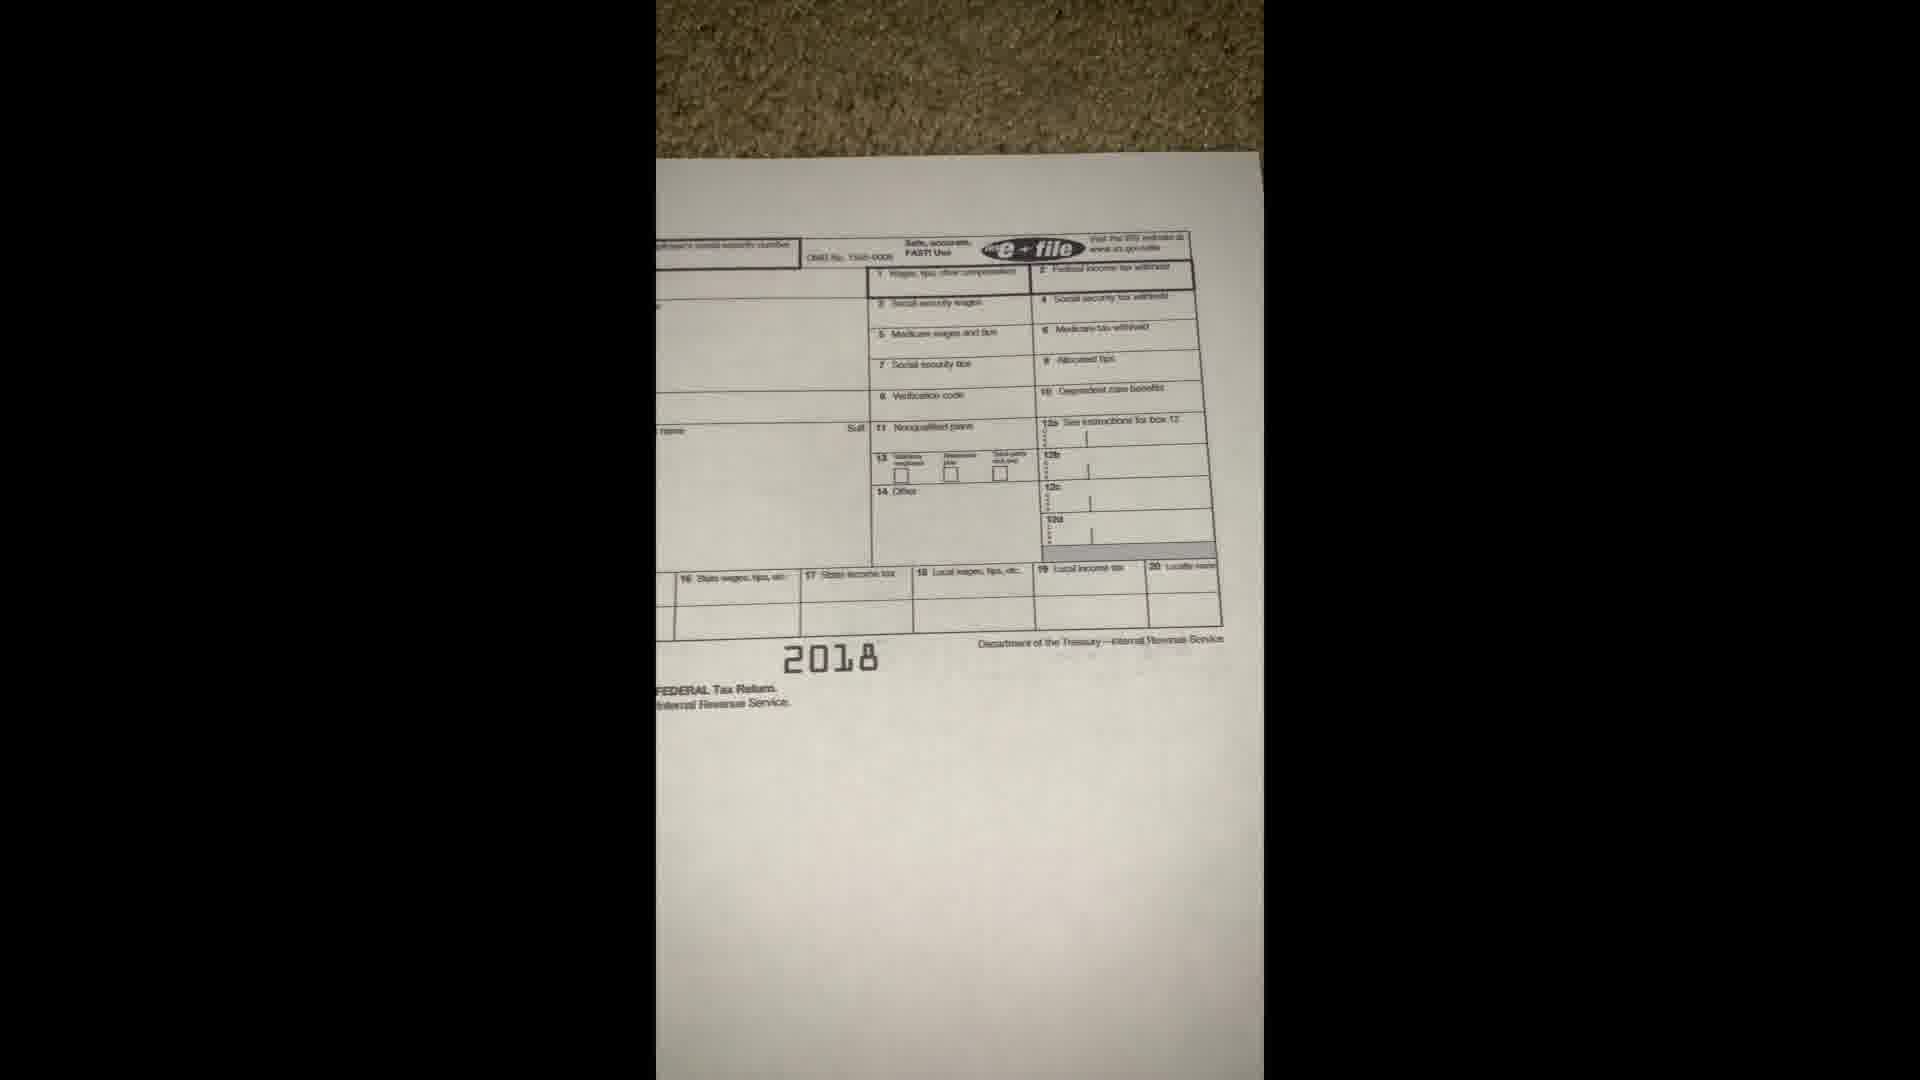 social security number
OMB No. 1545-0008
Safe, accurate,
FAST! Use
e file
Visit the IRS website at
www.irs.gov/efile
1 Wages, tips, other compensation
2 Federal income tax withheld
3 Social security wages
4 Social security tax withheld
5 Medicare wages and tips
6 Medicare tax withheld
7 Social security tips
8 Allocated tips
9 Verification code
10 Dependent care benefits
name
Suff.
11 Nonqualified plans
12a See instructions for box 12
13 Statutory employee
Retirement plan
Third-party sick pay
12b
14 Other
12c
12d
16 State wages, tips, etc.
17 State income tax
18 Local wages, tips, etc.
19 Local income tax
20 Locality name
2018
Department of the Treasury—Internal Revenue Service
FEDERAL Tax Return.
Internal Revenue Service.